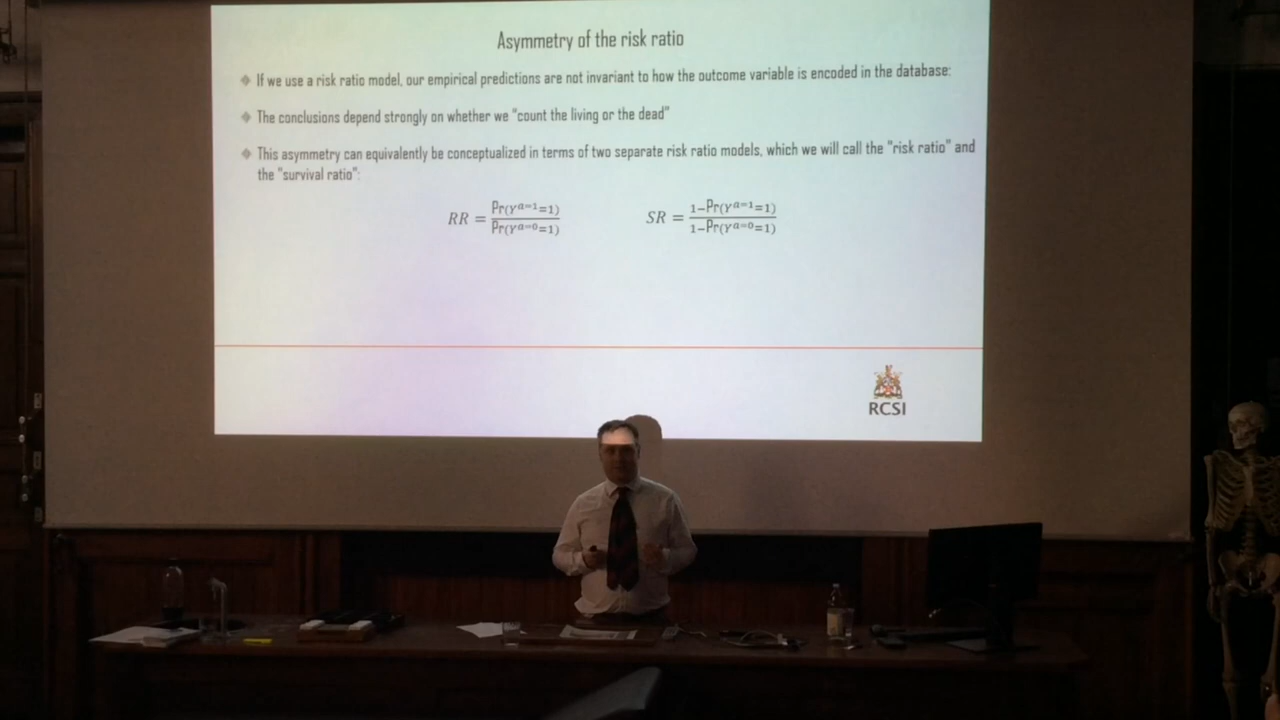 Asymmetry of the risk ratio
If we use a risk ratio model, our empirical predictions are not invariant to how the outcome variable is encoded in the database:
The conclusions depend strongly on whether we "count the living or the dead"
This asymmetry can equivalently be conceptualized in terms of two separate risk ratio models, which we will call the "risk ratio" and
the "survival ratio":
RR = Pr(Y^{a=1}=1) / Pr(Y^{a=0}=1) SR = 1−Pr(Y^{a=1}=1) / 1−Pr(Y^{a=0}=1)
RCSI